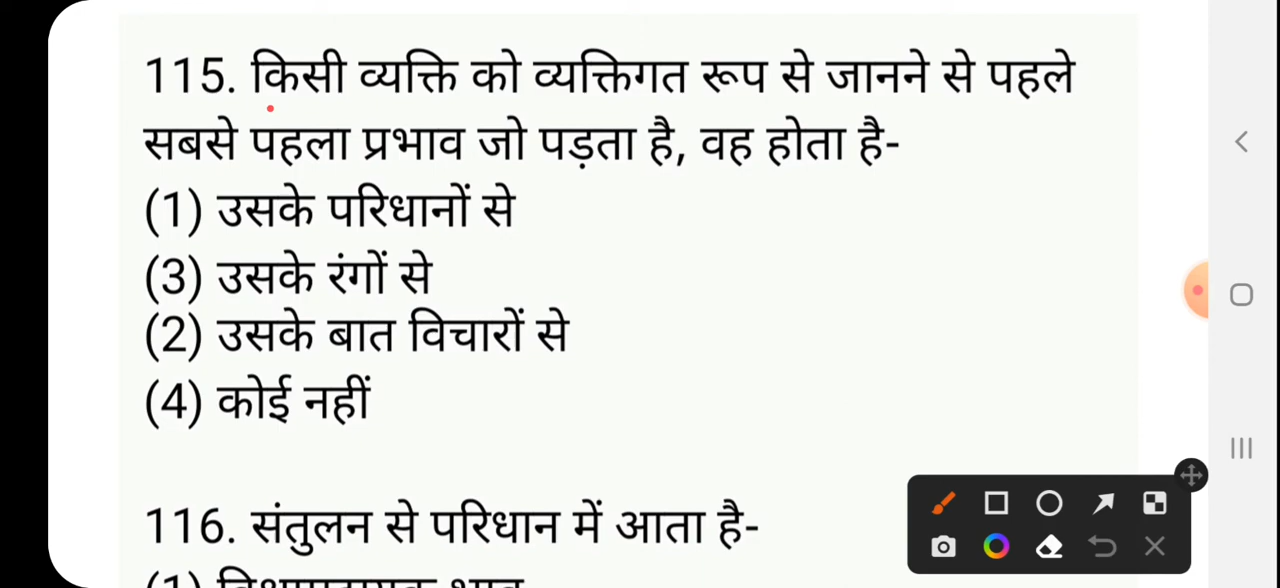 115. किसी व्यक्ति को व्यक्तिगत रूप से जानने से पहले
सबसे पहला प्रभाव जो पड़ता है, वह होता है-
(1) उसके परिधानों से
(3) उसके रंगों से
(2) उसके बात विचारों से
(4) कोई नहीं
116. संतुलन से परिधान में आता है-